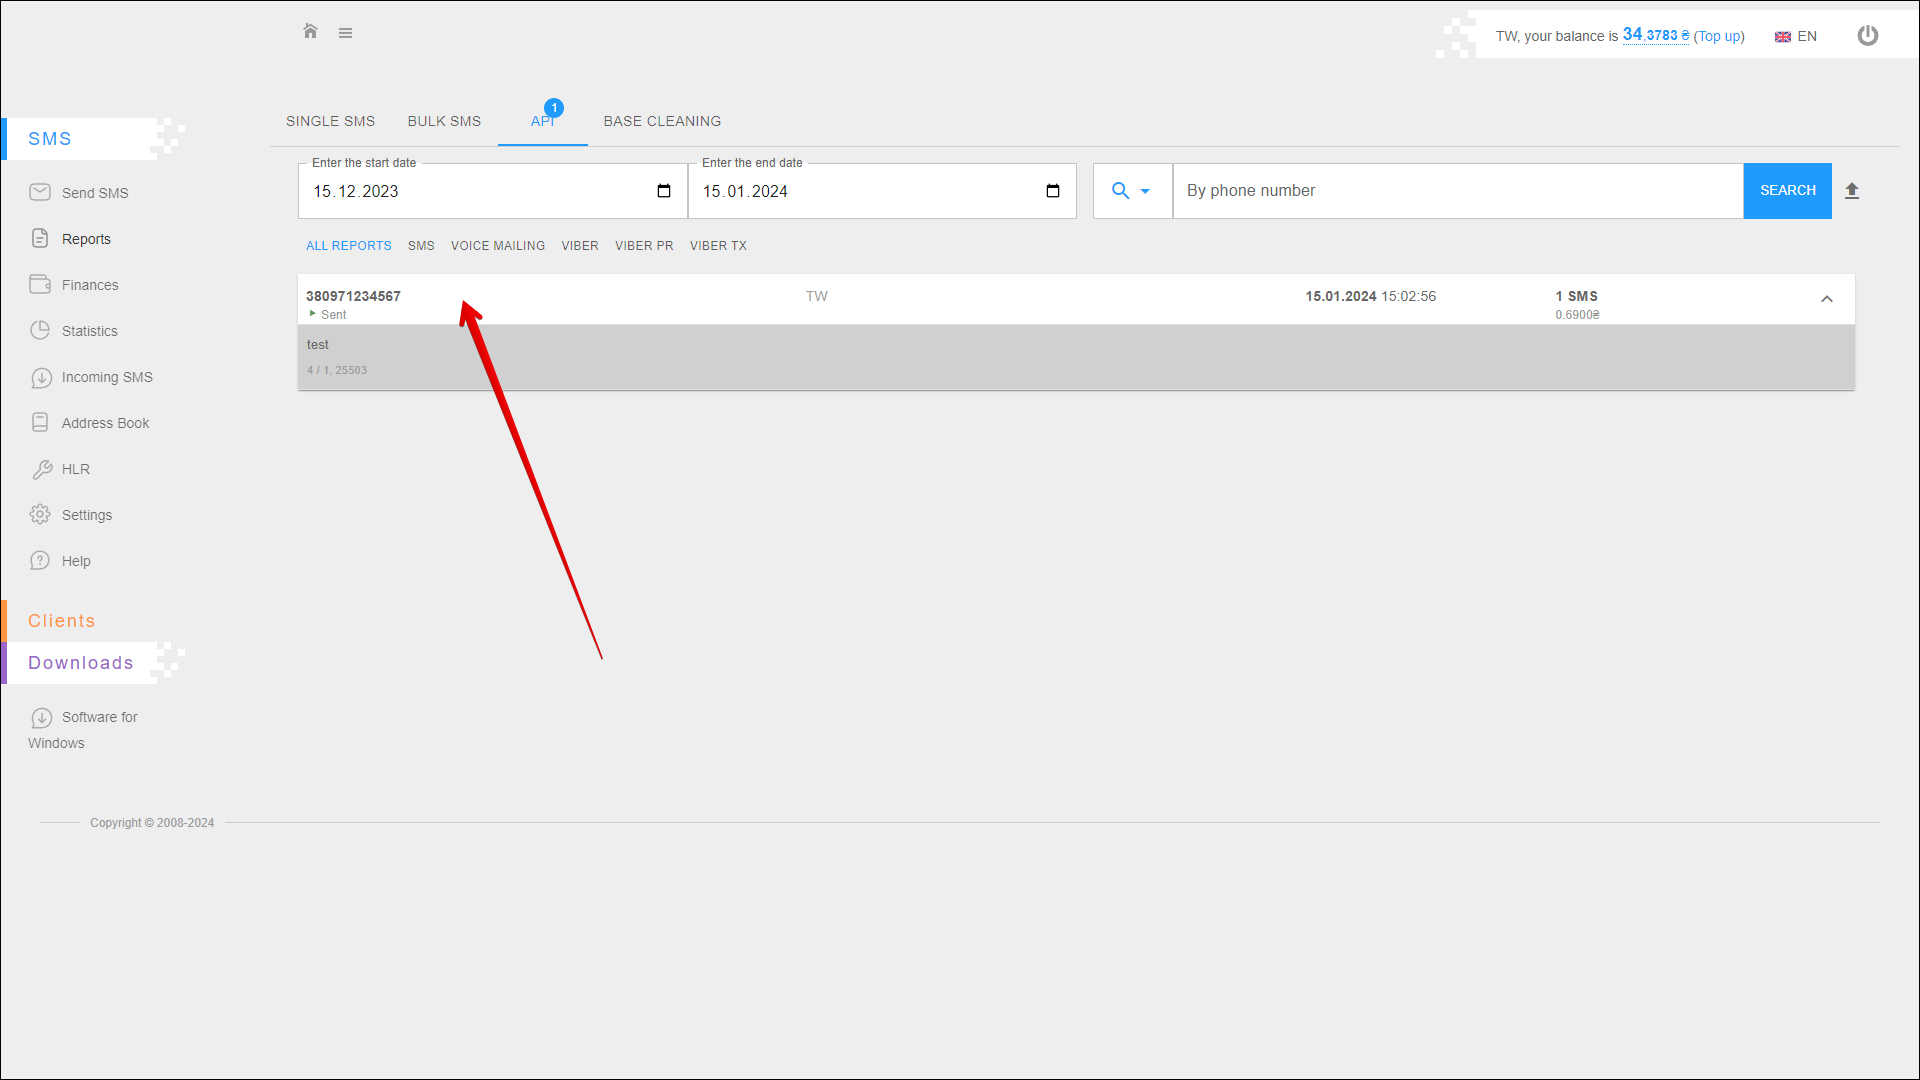 TW, your balance is 34,3783 ₴ (Top up) EN
SINGLE SMS BULK SMS API 1 BASE CLEANING
SMS
Send SMS
Reports
Finances
Statistics
Incoming SMS
Address Book
HLR
Settings
Help
Clients
Downloads
Software for
Windows
Enter the start date Enter the end date
15.12.2023 15.01.2024 By phone number SEARCH
ALL REPORTS SMS VOICE MAILING VIBER VIBER PR VIBER TX
380971234567 TW 15.01.2024 15:02:56 1 SMS
Sent 0.6900₴
test
4 / 1, 25503
Copyright © 2008-2024